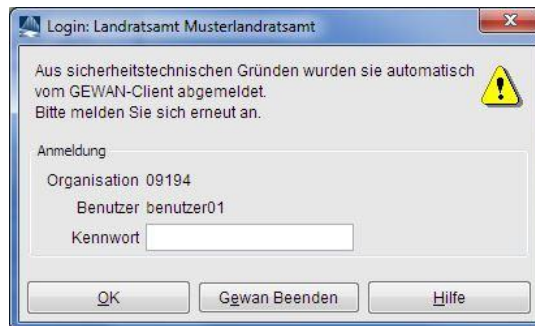 Login: Landratsamt Musterlandratsamt
Aus sicherheitstechnischen Gründen wurden sie automatisch
vom GEWAN-Client abgemeldet.
Bitte melden Sie sich erneut an.
Anmeldung
Organisation 09194
Benutzer benutzer01
Kennwort
OK Gewan Beenden Hilfe